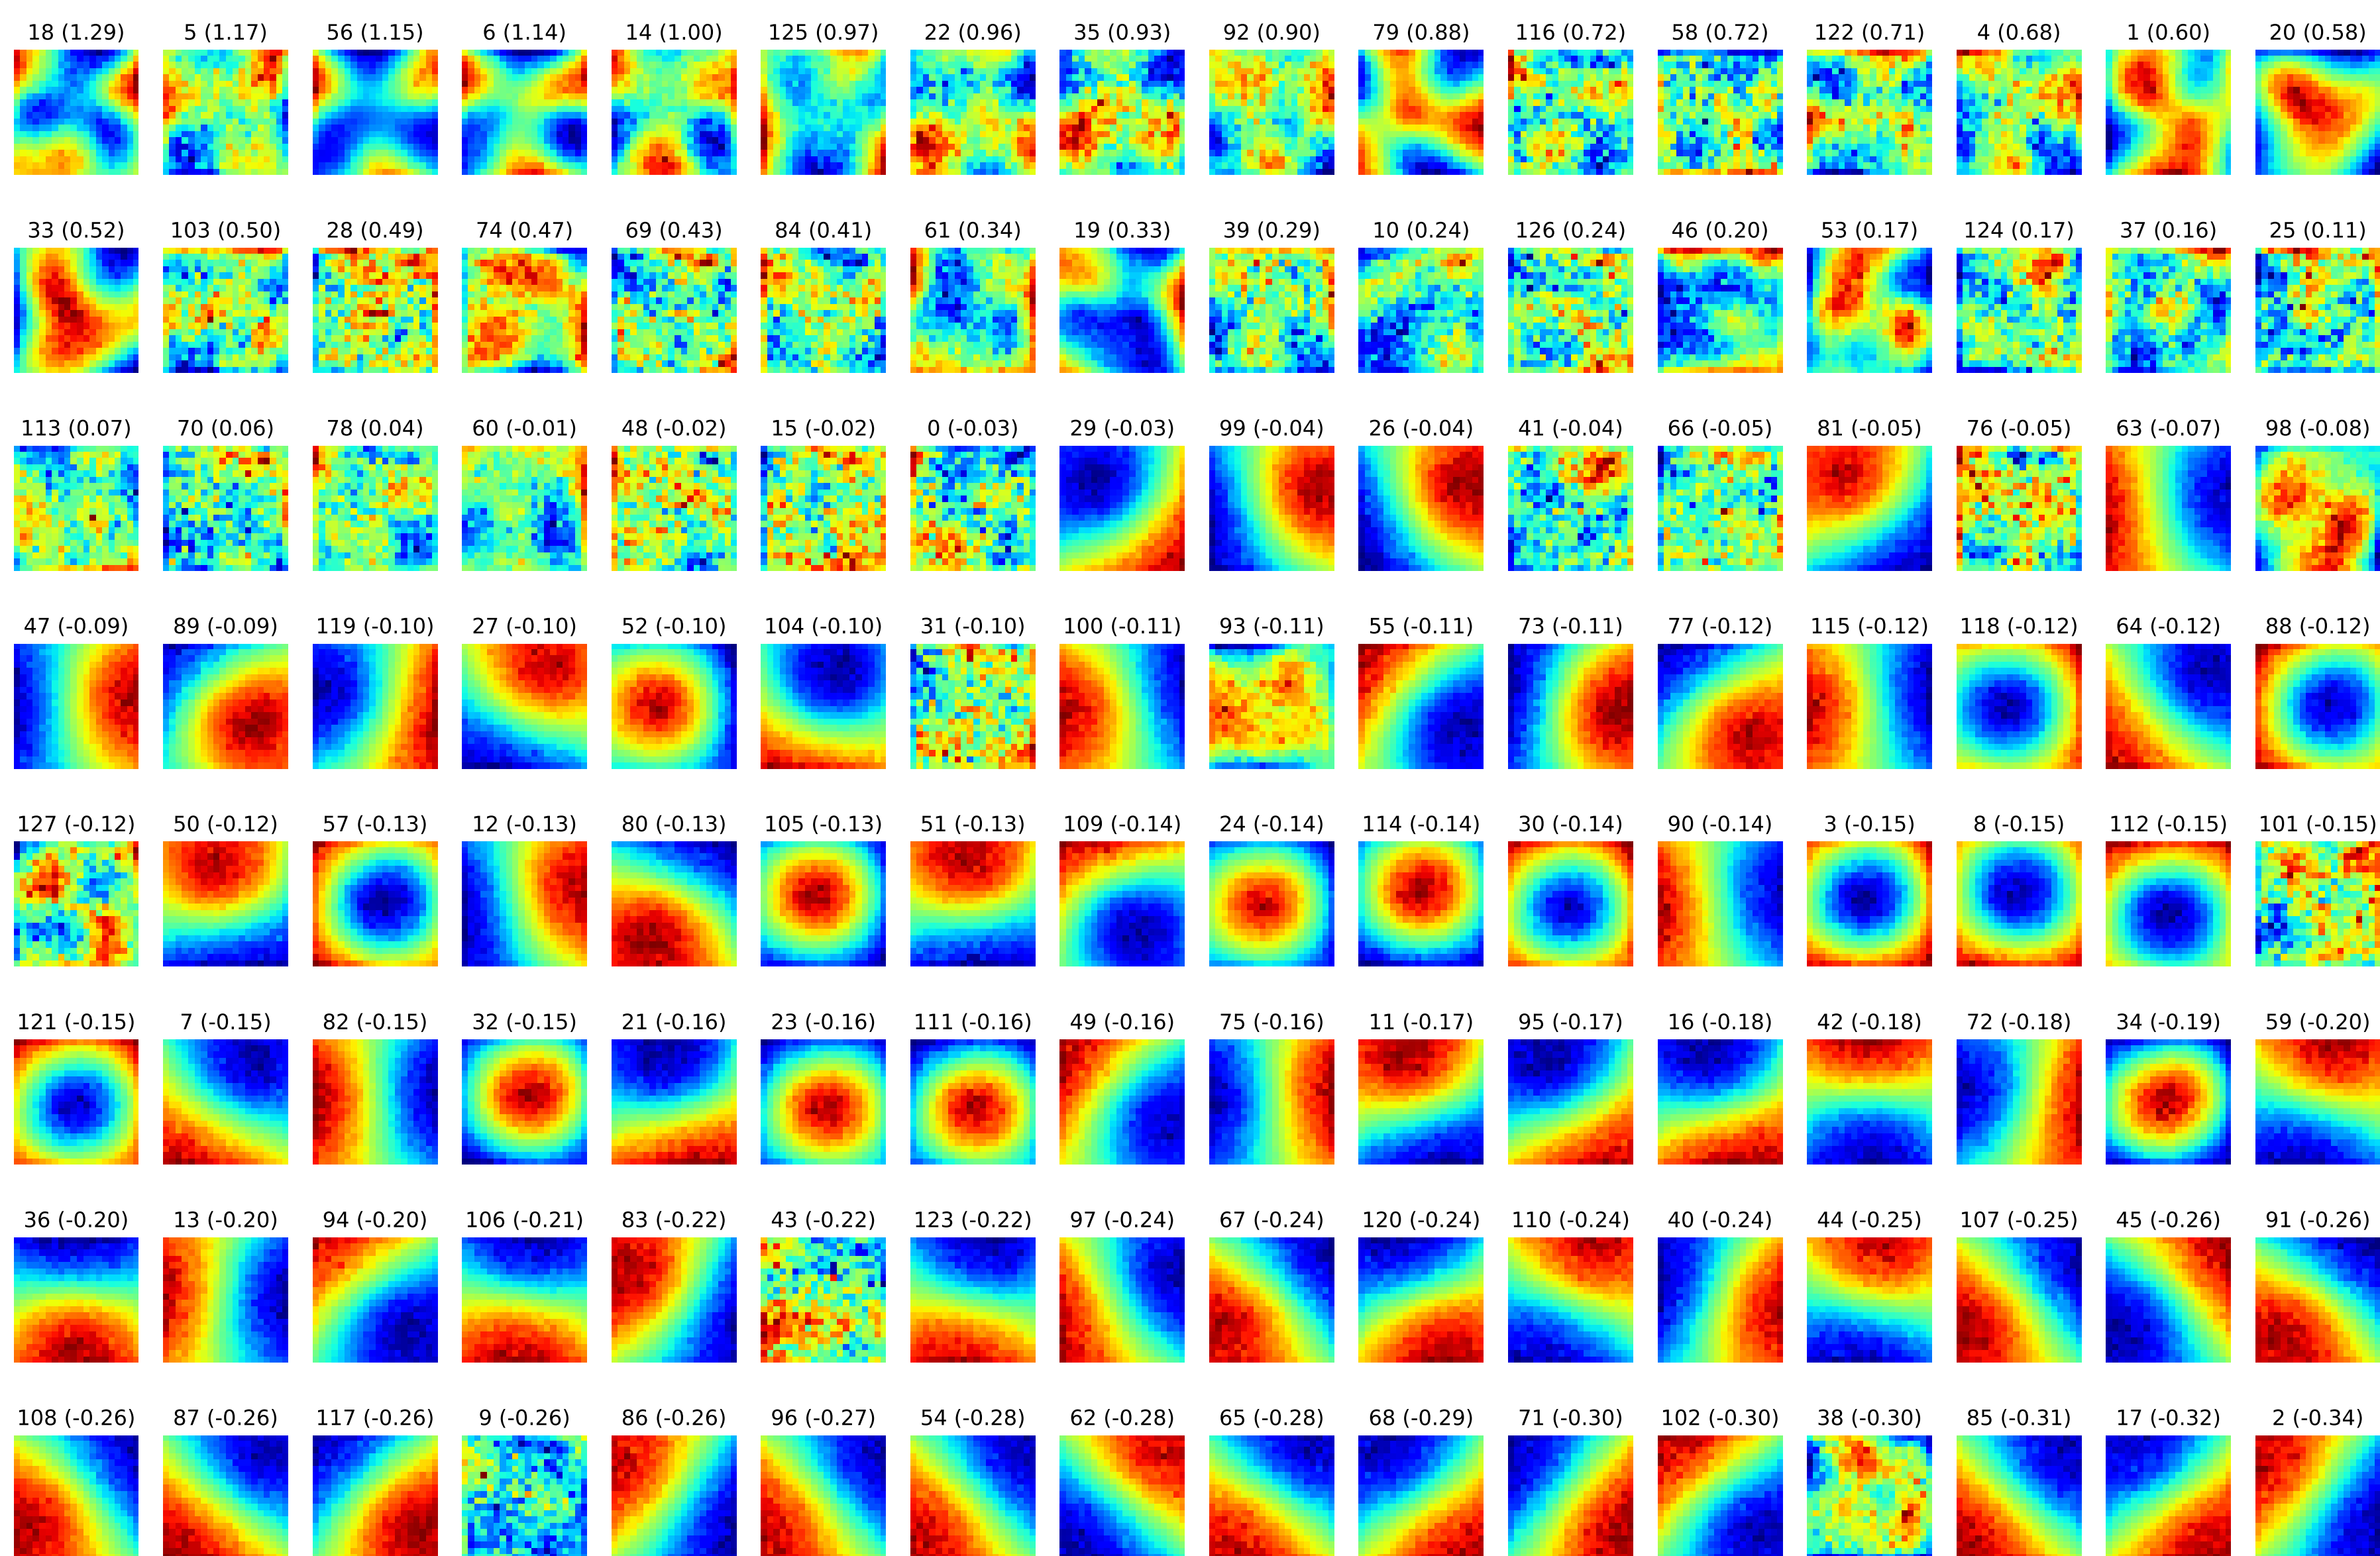 18 (1.29) 5 (1.17) 56 (1.15) 6 (1.14) 14 (1.00) 125 (0.97) 22 (0.96) 35 (0.93) 92 (0.90) 79 (0.88) 116 (0.72) 58 (0.72) 122 (0.71) 4 (0.68) 1 (0.60) 20 (0.58)
33 (0.52) 103 (0.50) 28 (0.49) 74 (0.47) 69 (0.43) 84 (0.41) 61 (0.34) 19 (0.33) 39 (0.29) 10 (0.24) 126 (0.24) 46 (0.20) 53 (0.17) 124 (0.17) 37 (0.16) 25 (0.11)
113 (0.07) 70 (0.06) 78 (0.04) 60 (-0.01) 48 (-0.02) 15 (-0.02) 0 (-0.03) 29 (-0.03) 99 (-0.04) 26 (-0.04) 41 (-0.04) 66 (-0.05) 81 (-0.05) 76 (-0.05) 63 (-0.07) 98 (-0.08)
47 (-0.09) 89 (-0.09) 119 (-0.10) 27 (-0.10) 52 (-0.10) 104 (-0.10) 31 (-0.10) 100 (-0.11) 93 (-0.11) 55 (-0.11) 73 (-0.11) 77 (-0.12) 115 (-0.12) 118 (-0.12) 64 (-0.12) 88 (-0.12)
127 (-0.12) 50 (-0.12) 57 (-0.13) 12 (-0.13) 80 (-0.13) 105 (-0.13) 51 (-0.13) 109 (-0.14) 24 (-0.14) 114 (-0.14) 30 (-0.14) 90 (-0.14) 3 (-0.15) 8 (-0.15) 112 (-0.15) 101 (-0.15)
121 (-0.15) 7 (-0.15) 82 (-0.15) 32 (-0.15) 21 (-0.16) 23 (-0.16) 111 (-0.16) 49 (-0.16) 75 (-0.16) 11 (-0.17) 95 (-0.17) 16 (-0.18) 42 (-0.18) 72 (-0.18) 34 (-0.19) 59 (-0.20)
36 (-0.20) 13 (-0.20) 94 (-0.20) 106 (-0.21) 83 (-0.22) 43 (-0.22) 123 (-0.22) 97 (-0.24) 67 (-0.24) 120 (-0.24) 110 (-0.24) 40 (-0.24) 44 (-0.25) 107 (-0.25) 45 (-0.26) 91 (-0.26)
108 (-0.26) 87 (-0.26) 117 (-0.26) 9 (-0.26) 86 (-0.26) 96 (-0.27) 54 (-0.28) 62 (-0.28) 65 (-0.28) 68 (-0.29) 71 (-0.30) 102 (-0.30) 38 (-0.30) 85 (-0.31) 17 (-0.32) 2 (-0.34)